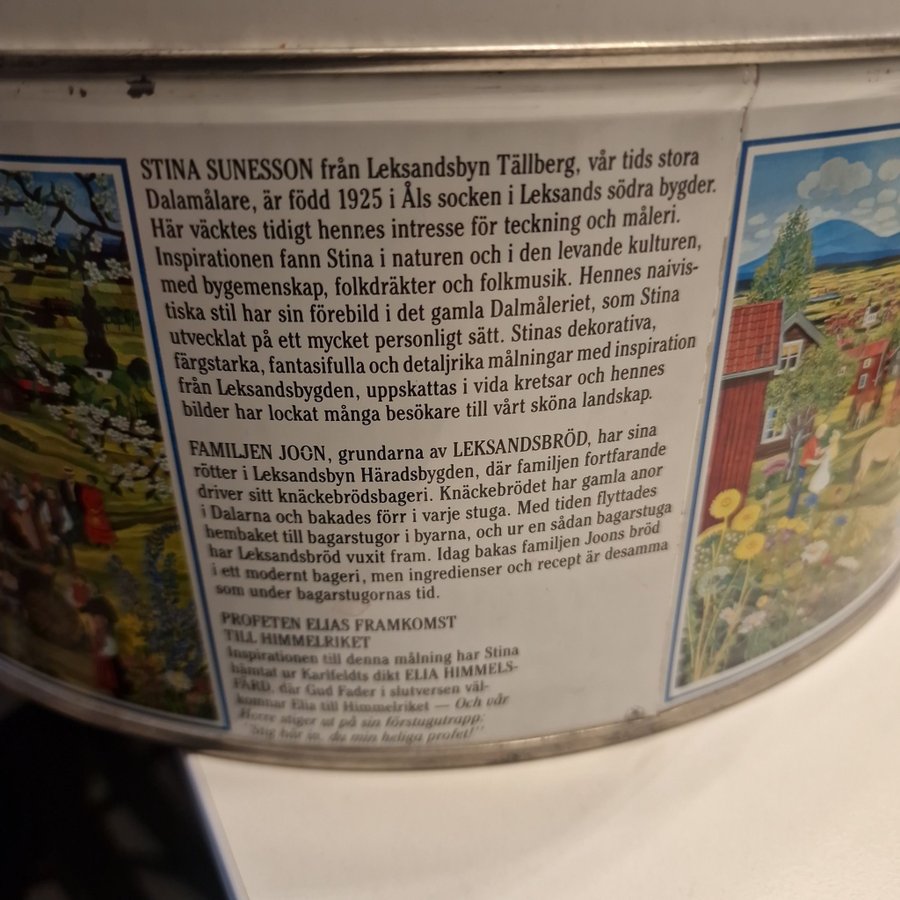 STINA SUNESSON från Leksandsbyn Tällberg, vår tids stora
Dalamålare, är född 1925 i Åls socken i Leksands södra bygder.
Här väcktes tidigt hennes intresse för teckning och måleri.
Inspirationen fann Stina i naturen och i den levande kulturen,
med bygemenskap, folkdräkter och folkmusik. Hennes naivis-
tiska stil har sin förebild i det gamla Dalmåleriet, som Stina
utvecklat på ett mycket personligt sätt. Stinas dekorativa,
färgstarka, fantasifulla och detaljrika målningar med inspiration
från Leksandsbygden, uppskattas i vida kretsar och hennes
bilder har lockat många besökare till vårt sköna landskap.
FAMILJEN JOON, grundarna av LEKSANDSBRÖD, har sina
rötter i Leksandsbyn Häradsbygden, där familjen fortfarande
driver sitt knäckebrödsbageri. Knäckebrödet har gamla anor
i Dalarna och bakades förr i varje stuga. Med tiden flyttades
hembaket till bagarstugor i byarna, och ur en sådan bagarstuga
har Leksandsbröd vuxit fram. Idag bakas familjen Joons bröd
i ett modernt bageri, men ingredienser och recept är desamma
som under bagarstugornas tid.
PROFETEN ELIAS FRAMKOMST
TILL HIMMELRIKET
Inspirationen till denna målning har Stina
hämtat ur Karlfeldts dikt ELIA HIMMELS-
FÄRD, där Gud Fader i slutversen väl-
komnar Elia till Himmelriket — Och vår
Herre stiger ut på sin förstugutrapp:
"Stig här in, du min heliga profet!"